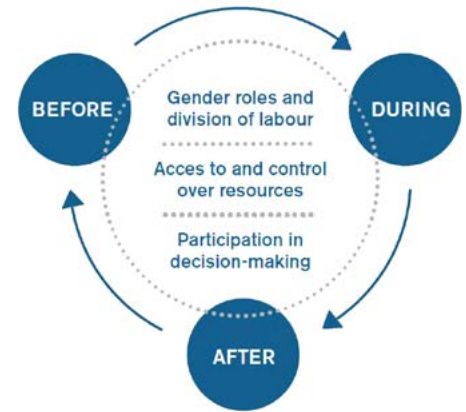 BEFORE
Gender roles and
division of labour
DURING
Acces to and control
over resources
Participation in
decision-making
AFTER